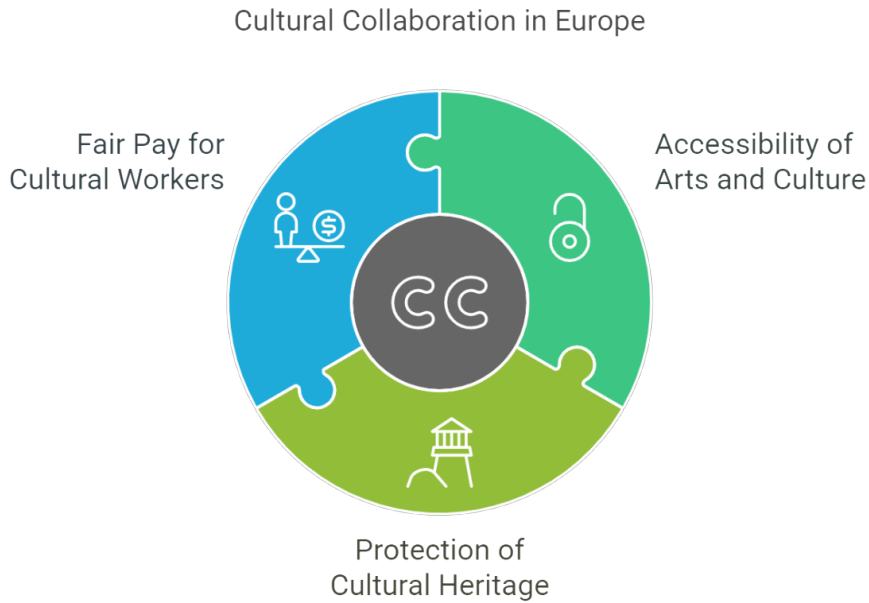 Cultural Collaboration in Europe
Fair Pay for
Cultural Workers
Accessibility of
Arts and Culture
$
CC
Protection of
Cultural Heritage